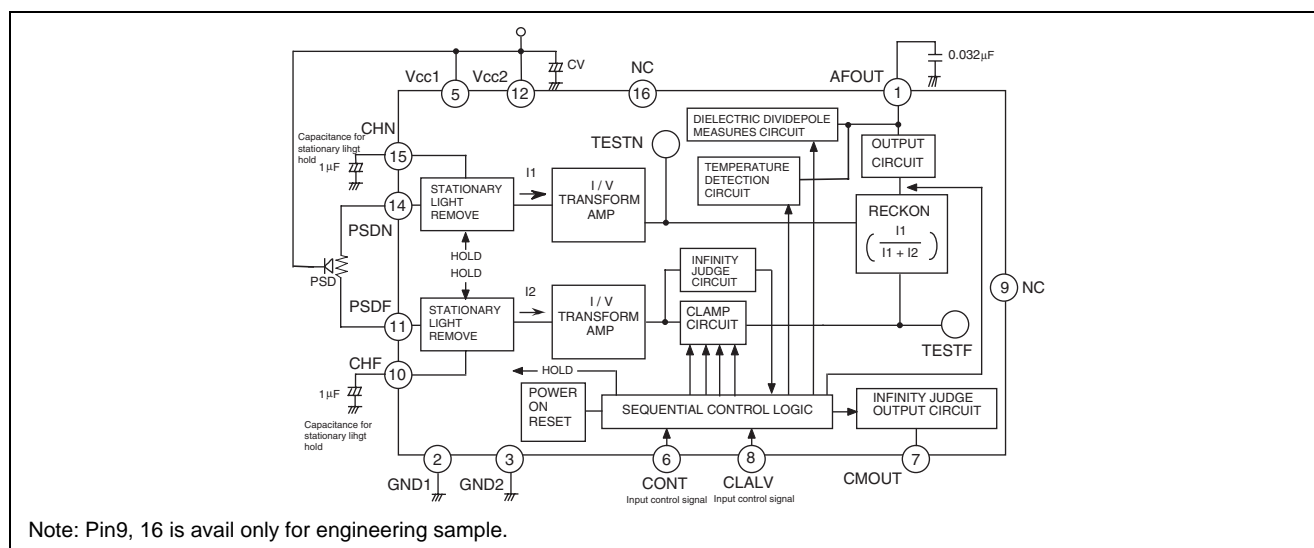 CV
0.032μF
Vcc1
Vcc2
NC
AFOUT
5
12
16
1
CHN
Capacitance for
stationary lihgt
hold
1μF
15
TESTN
DIELECTRIC DIVIDEPOLE
MEASURES CIRCUIT
OUTPUT
CIRCUIT
TEMPERATURE
DETECTION
CIRCUIT
STATIONARY
LIGHT
REMOVE
I1
I / V
TRANSFORM
AMP
14
PSDN
RECKON
( I1
I1 + I2 )
HOLD
HOLD
PSD
INFINITY
JUDGE
CIRCUIT
9
NC
PSDF
11
STATIONARY
LIGHT
REMOVE
I2
I / V
TRANSFORM
AMP
CLAMP
CIRCUIT
TESTF
CHF
10
1μF
Capacitance for
stationary lihgt
hold
HOLD
POWER
ON
RESET
SEQUENTIAL CONTROL LOGIC
INFINITY JUDGE
OUTPUT CIRCUIT
2
3
6
8
7
GND1
GND2
CONT
CLALV
CMOUT
Input control signal
Input control signal
Note: Pin9, 16 is avail only for engineering sample.